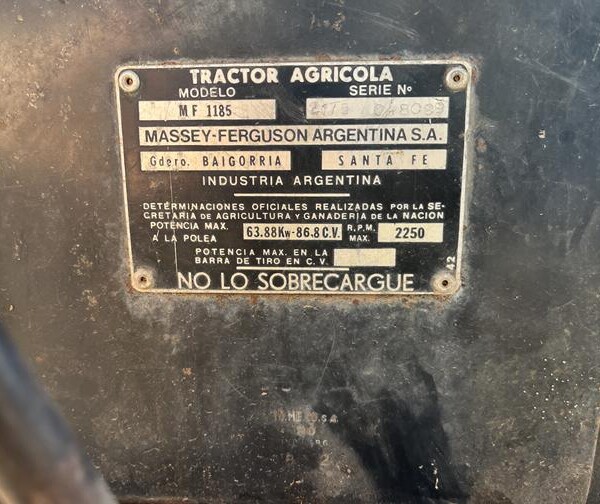 TRACTOR AGRICOLA
MODELO SERIE Nº
MF 1185
MASSEY-FERGUSON ARGENTINA S.A.
Gdero. BAIGORRIA SANTA FE
INDUSTRIA ARGENTINA
DETERMINACIONES OFICIALES REALIZADAS POR LA SE-
CRETARIA DE AGRICULTURA Y GANADERIA DE LA NACION
POTENCIA MAX. A LA POLEA 63.88Kw-86.8C.V. R.P.M. MAX. 2250
POTENCIA MAX. EN LA
BARRA DE TIRO EN C.V.
42
NO LO SOBRECARGUE